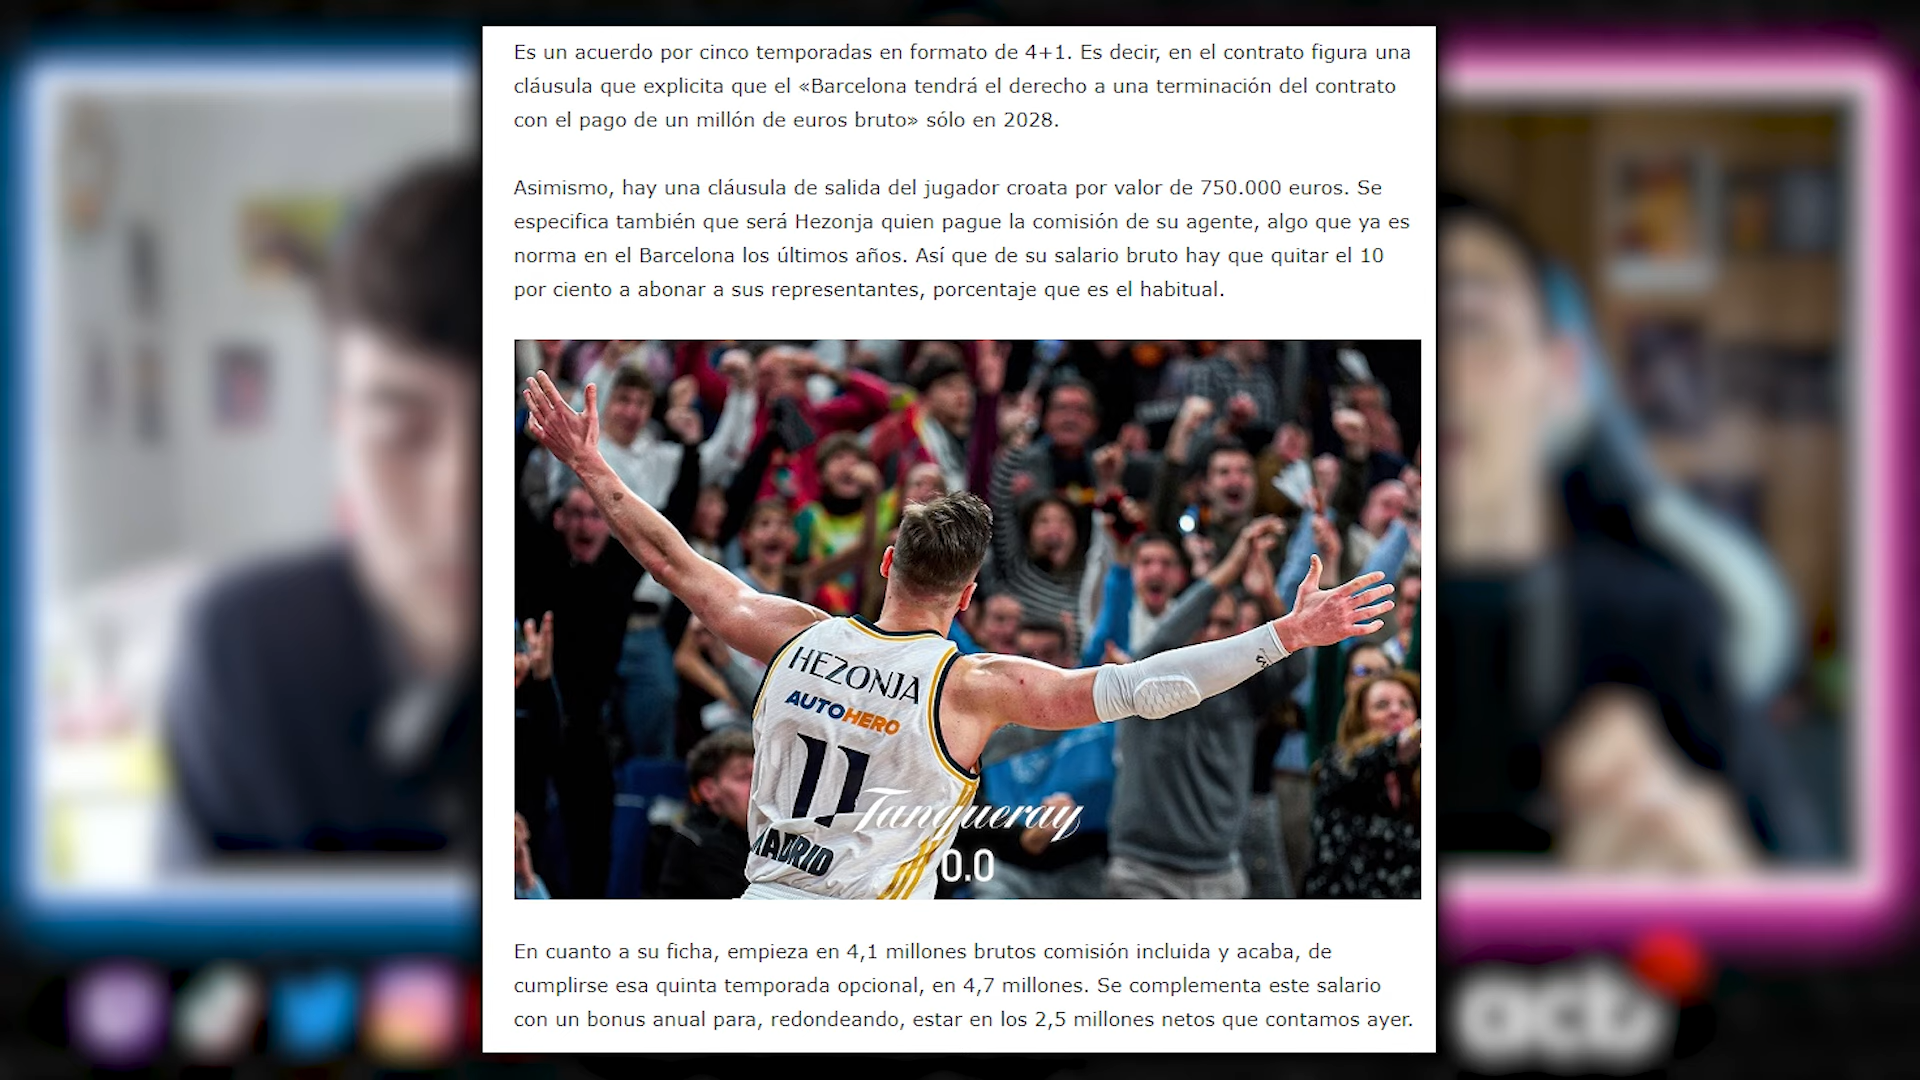 Es un acuerdo por cinco temporadas en formato de 4+1. Es decir, en el contrato figura una
cláusula que explicita que el «Barcelona tendrá el derecho a una terminación del contrato
con el pago de un millón de euros bruto» sólo en 2028.
Asimismo, hay una cláusula de salida del jugador croata por valor de 750.000 euros. Se
especifica también que será Hezonja quien pague la comisión de su agente, algo que ya es
norma en el Barcelona los últimos años. Así que de su salario bruto hay que quitar el 10
por ciento a abonar a sus representantes, porcentaje que es el habitual.
HEZONJA
AUTOHERO
11
MADRID
Tanqueray
0.0
En cuanto a su ficha, empieza en 4,1 millones brutos comisión incluida y acaba, de
cumplirse esa quinta temporada opcional, en 4,7 millones. Se complementa este salario
con un bonus anual para, redondeando, estar en los 2,5 millones netos que contamos ayer.